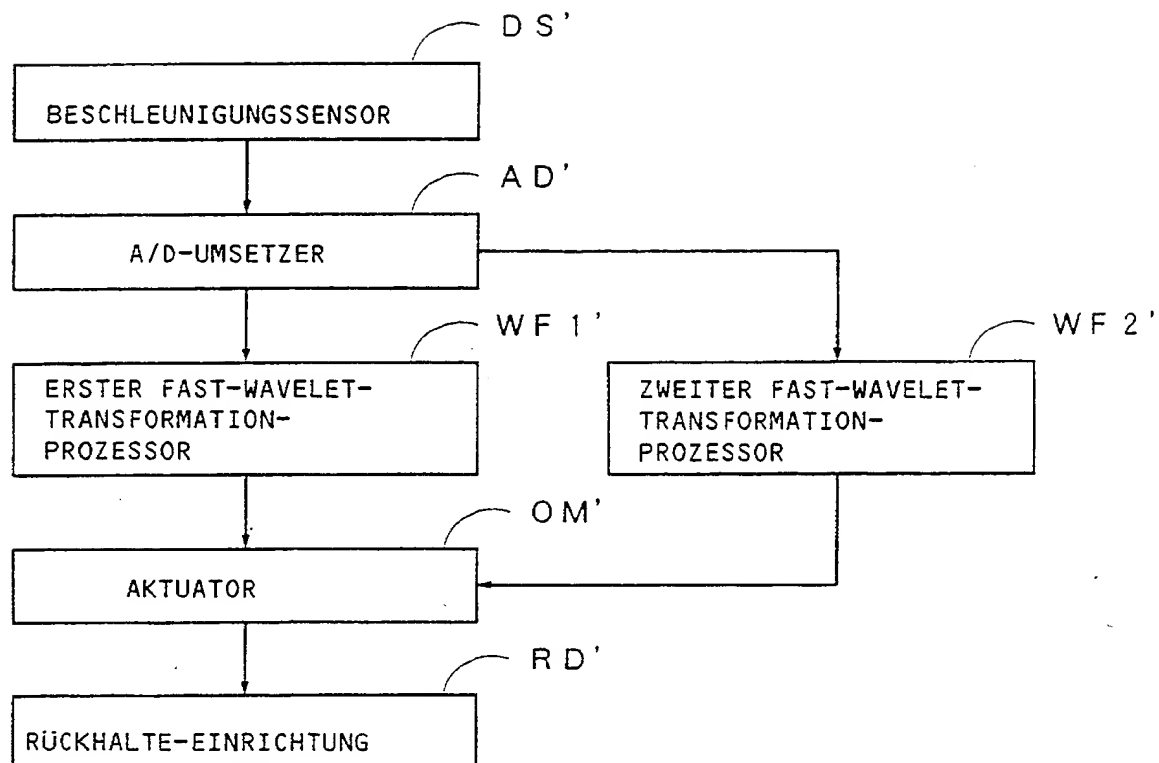 DS'
BESCHLEUNIGUNGSSENSOR
AD'
A/D-UMSETZER
WF1'
WF2'
ERSTER FAST-WAVELET-
TRANSFORMATION-
PROZESSOR
ZWEITER FAST-WAVELET-
TRANSFORMATION-
PROZESSOR
OM'
AKTUATOR
RD'
RÜCKHALTE-EINRICHTUNG